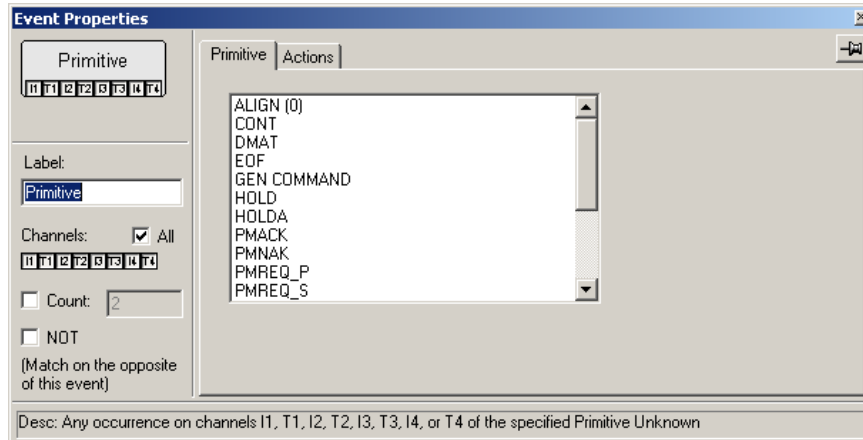 Event Properties
Primitive
I1 T1 I2 T2 I3 T3 I4 T4
Label:
Primitive
Channels: All
I1 T1 I2 T2 I3 T3 I4 T4
Count: 2
NOT
(Match on the opposite
of this event)
Primitive Actions
ALIGN (0)
CONT
DMAT
EOF
GEN COMMAND
HOLD
HOLDA
PMACK
PMNAK
PMREQ_P
PMREQ_S
Desc: Any occurrence on channels I1, T1, I2, T2, I3, T3, I4, or T4 of the specified Primitive Unknown